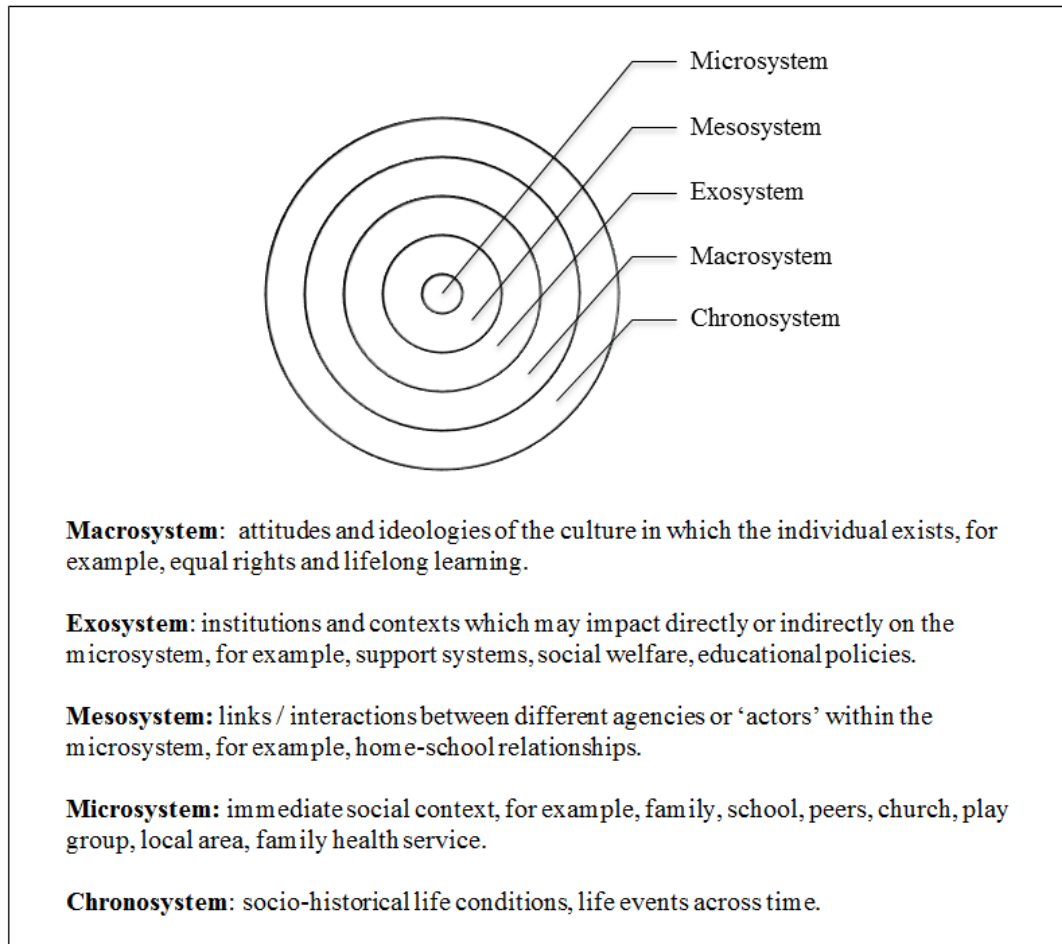 Microsystem
Mesosystem
Exosystem
Macrosystem
Chronosystem
Macrosystem: attitudes and ideologies of the culture in which the individual exists, for
example, equal rights and lifelong learning.
Exosystem: institutions and contexts which may impact directly or indirectly on the
microsystem, for example, support systems, social welfare, educational policies.
Mesosystem: links / interactions between different agencies or ‘actors’ within the
microsystem, for example, home-school relationships.
Microsystem: immediate social context, for example, family, school, peers, church, play
group, local area, family health service.
Chronosystem: socio-historical life conditions, life events across time.